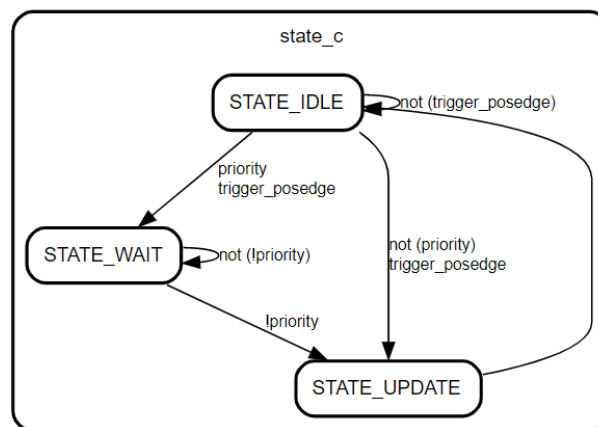 state_c
STATE_IDLE
not (trigger_posedge)
priority
trigger_posedge
STATE_WAIT
not (!priority)
not (priority)
trigger_posedge
!priority
STATE_UPDATE